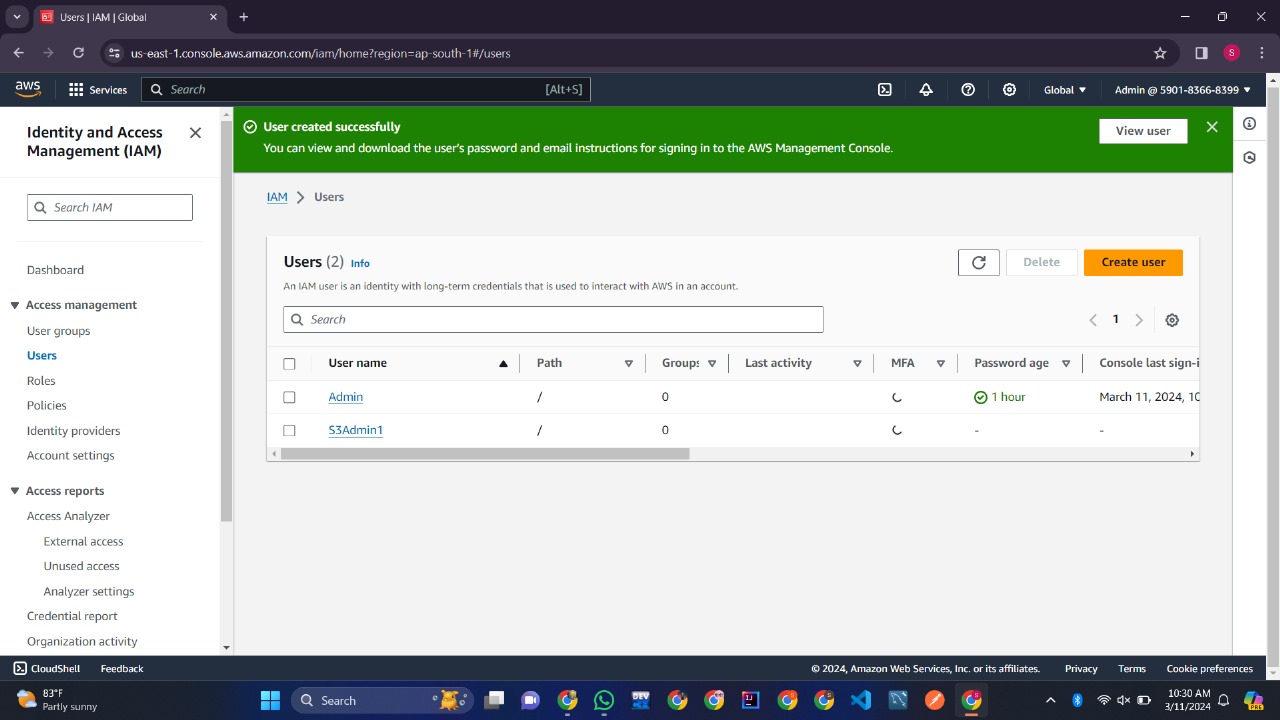 Users | IAM | Global
us-east-1.console.aws.amazon.com/iam/home?region=ap-south-1#/users
S
aws
Services
Search
[Alt+S]
Global
Admin @ 5901-8366-8399
Identity and Access
Management (IAM)
Search IAM
Dashboard
Access management
User groups
Users
Roles
Policies
Identity providers
Account settings
Access reports
Access Analyzer
External access
Unused access
Analyzer settings
Credential report
Organization activity
User created successfully
You can view and download the user's password and email instructions for signing in to the AWS Management Console.
View user
IAM
Users
Users (2) Info
Delete
Create user
An IAM user is an identity with long-term credentials that is used to interact with AWS in an account.
Search
1
User name Path Groups Last activity MFA Password age Console last sign-i
Admin / 0 1 hour March 11, 2024, 10
S3Admin1 / 0 - -
CloudShell
Feedback
© 2024, Amazon Web Services, Inc. or its affiliates.
Privacy
Terms
Cookie preferences
83°F
Partly sunny
Search
10:30 AM
3/11/2024